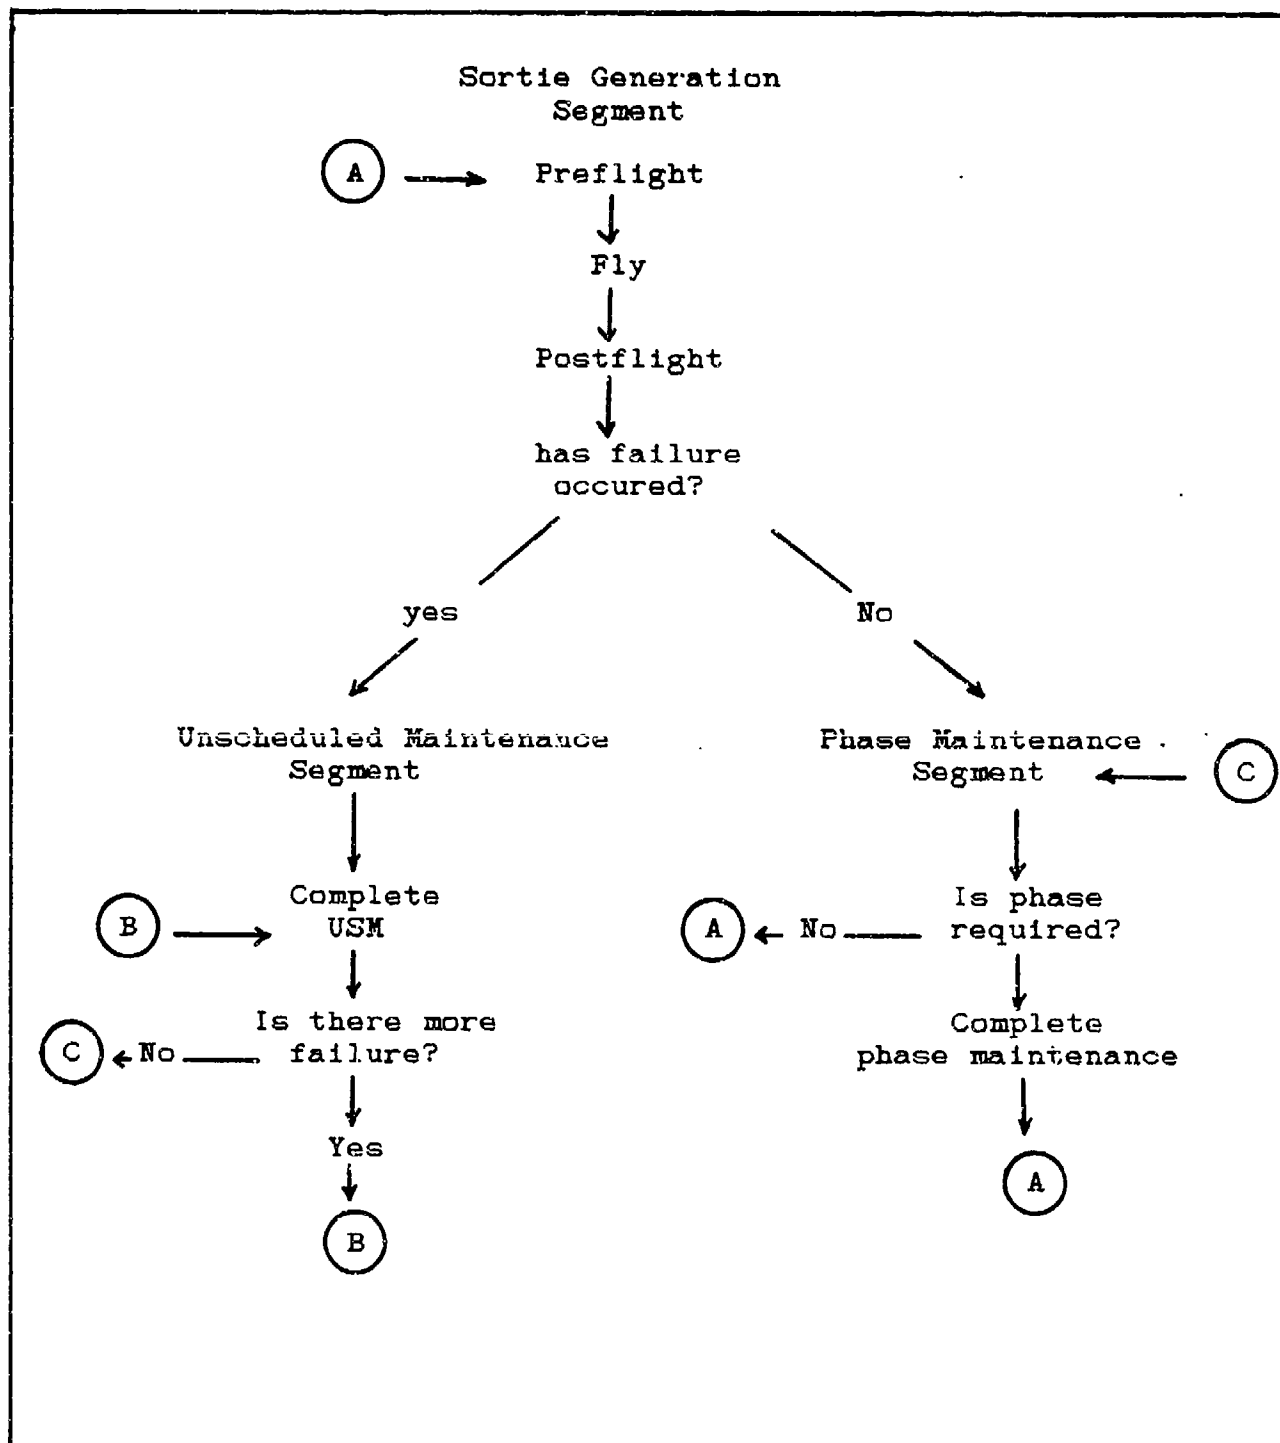 Sortie Generation
Segment
A
Preflight
Fly
Postflight
has failure
occured?
yes
No
Unscheduled Maintenance
Segment
Phase Maintenance
Segment
C
Complete
USM
B
Is phase
required?
No
A
Is there more
failure?
No
C
Complete
phase maintenance
Yes
B
A